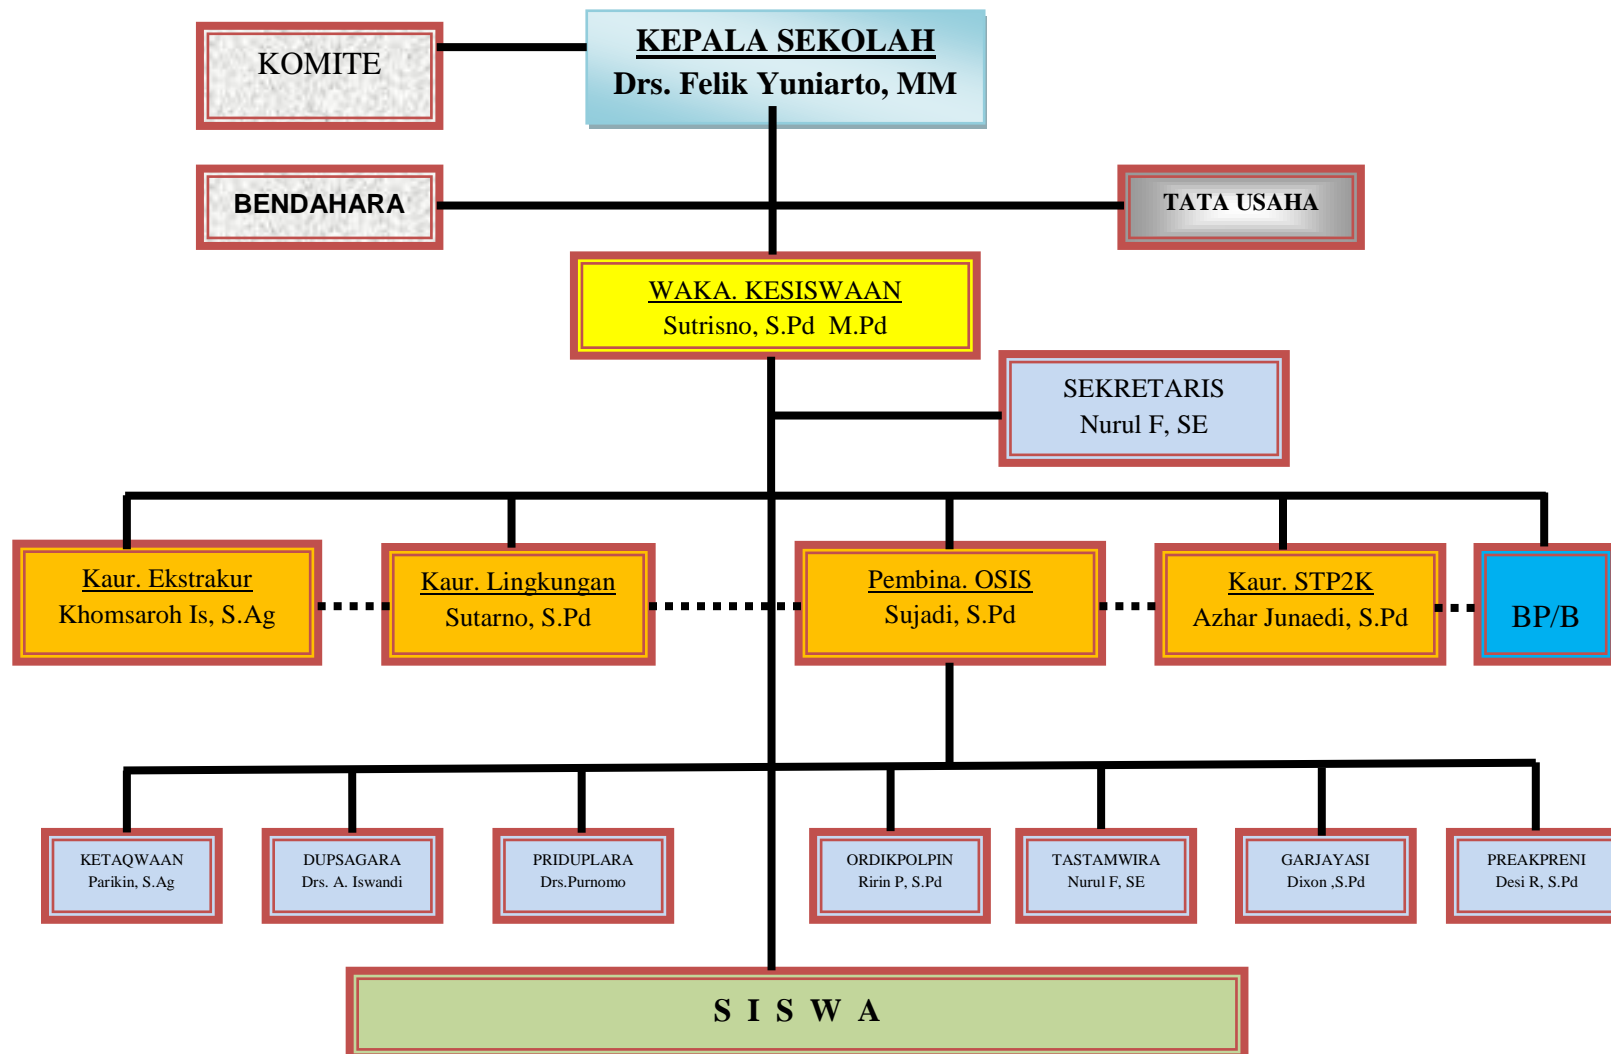 KOMITE
KEPALA SEKOLAH
Drs. Felik Yuniarto, MM
BENDAHARA
TATA USAHA
WAKA. KESISWAAN
Sutrisno, S.Pd  M.Pd
SEKRETARIS
Nurul F, SE
Kaur. Ekstrakur
Khomsaroh Is, S.Ag
Kaur. Lingkungan
Sutarno, S.Pd
Pembina. OSIS
Sujadi, S.Pd
Kaur. STP2K
Azhar Junaedi, S.Pd
BP/B
KETAQWAAN
Parikin, S.Ag
DUPSAGARA
Drs. A. Iswandi
PRIDUPLARA
Drs.Purnomo
ORDIKPOLPIN
Ririn P, S.Pd
TASTAMWIRA
Nurul F, SE
GARJAYASI
Dixon ,S.Pd
PREAKPRENI
Desi R, S.Pd
S I S W A